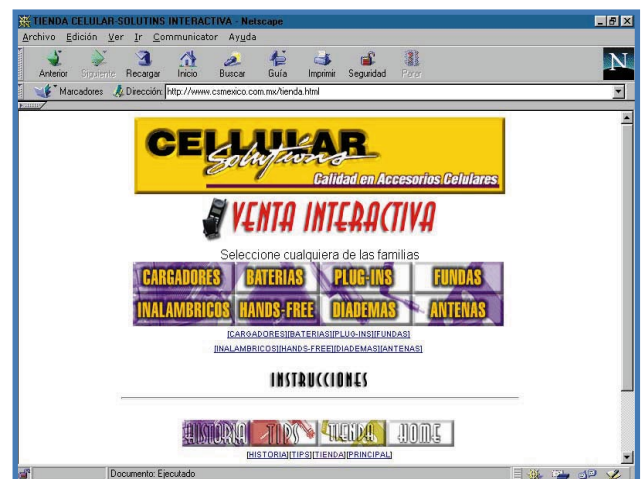 TIENDA CELULAR-SOLUTINS INTERACTIVA - Netscape
Archivo Edición Ver Ir Communicator Ayuda
Anterior Siguiente Recargar Inicio Buscar Guía Imprimir Seguridad Parar
N
Marcadores Dirección: http://www.csmexico.com.mx/tienda.html
CELLULAR
Solutions
Calidad en Accesorios Celulares
VENTA INTERACTIVA
Seleccione cualquiera de las familias
CARGADORES BATERIAS PLUG-INS FUNDAS
INALAMBRICOS HANDS-FREE DIADEMAS ANTENAS
[CARGADORES][BATERIAS][PLUG-INS][FUNDAS]
[INALAMBRICOS][HANDS-FREE][DIADEMAS][ANTENAS]
INSTRUCCIONES
HISTORIA TIPS TIENDA HOME
[HISTORIA][TIPS][TIENDA][PRINCIPAL]
Documento: Ejecutado